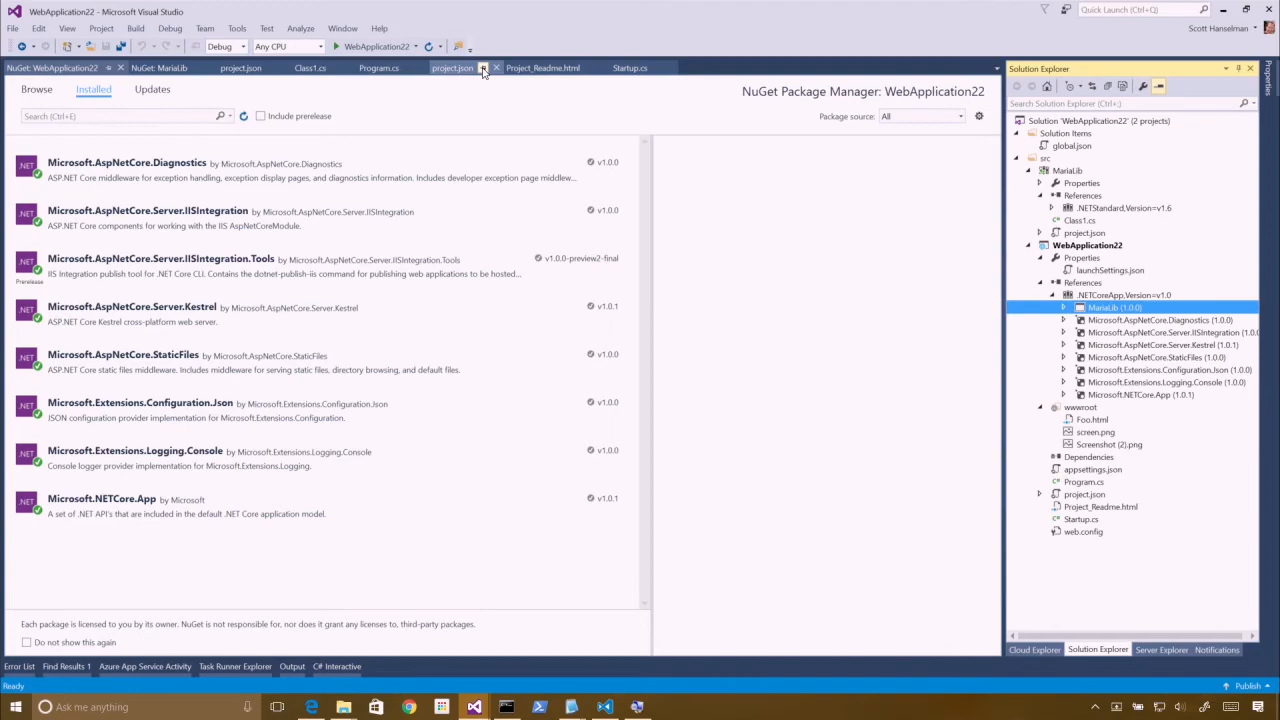 WebApplication22 - Microsoft Visual Studio
Quick Launch (Ctrl+Q)
File Edit View Project Build Debug Team Tools Test Analyze Window Help
Scott Hanselman
Debug Any CPU WebApplication22
NuGet: WebApplication22 NuGet: MariaLib project.json Class1.cs Program.cs project.json Project_Readme.html Startup.cs
Browse Installed Updates
NuGet Package Manager: WebApplication22
Search (Ctrl+E) Include prerelease
Package source: All
Microsoft.AspNetCore.Diagnostics by Microsoft.AspNetCore.Diagnostics v1.0.0
ASP.NET Core middleware for exception handling, exception display pages, and diagnostics information. Includes developer exception page middlew...
Microsoft.AspNetCore.Server.IISIntegration by Microsoft.AspNetCore.Server.IISIntegration v1.0.0
ASP.NET Core components for working with the IIS AspNetCoreModule.
Microsoft.AspNetCore.Server.IISIntegration.Tools by Microsoft.AspNetCore.Server.IISIntegration.Tools v1.0.0-preview2-final
IIS Integration publish tool for .NET Core CLI. Contains the dotnet-publish-iis command for publishing web applications to be hosted...
Prerelease
Microsoft.AspNetCore.Server.Kestrel by Microsoft.AspNetCore.Server.Kestrel v1.0.1
ASP.NET Core Kestrel cross-platform web server.
Microsoft.AspNetCore.StaticFiles by Microsoft.AspNetCore.StaticFiles v1.0.0
ASP.NET Core static files middleware. Includes middleware for serving static files, directory browsing, and default files.
Microsoft.Extensions.Configuration.Json by Microsoft.Extensions.Configuration.Json v1.0.0
JSON configuration provider implementation for Microsoft.Extensions.Configuration.
Microsoft.Extensions.Logging.Console by Microsoft.Extensions.Logging.Console v1.0.0
Console logger provider implementation for Microsoft.Extensions.Logging.
Microsoft.NETCore.App by Microsoft v1.0.1
A set of .NET API's that are included in the default .NET Core application model.
.NET
.NET
.NET
.NET
.NET
.NET
.NET
.NET
Each package is licensed to you by its owner. NuGet is not responsible for, nor does it grant any licenses to, third-party packages.
Do not show this again
Solution Explorer
Search Solution Explorer (Ctrl+;)
Solution 'WebApplication22' (2 projects)
Solution Items
global.json
src
MariaLib
Properties
References
.NETStandard,Version=v1.6
C# Class1.cs
project.json
WebApplication22
Properties
launchSettings.json
References
.NETCoreApp,Version=v1.0
MariaLib (1.0.0)
Microsoft.AspNetCore.Diagnostics (1.0.0)
Microsoft.AspNetCore.Server.IISIntegration (1.0.
Microsoft.AspNetCore.Server.Kestrel (1.0.1)
Microsoft.AspNetCore.StaticFiles (1.0.0)
Microsoft.Extensions.Configuration.Json (1.0.0)
Microsoft.Extensions.Logging.Console (1.0.0)
Microsoft.NETCore.App (1.0.1)
wwwroot
Foo.html
screen.png
Screenshot (2).png
Dependencies
appsettings.json
C# Program.cs
project.json
Project_Readme.html
C# Startup.cs
web.config
Cloud Explorer Solution Explorer Server Explorer Notifications
Properties
Error List Find Results 1 Azure App Service Activity Task Runner Explorer Output C# Interactive
Ready
Publish
Ask me anything